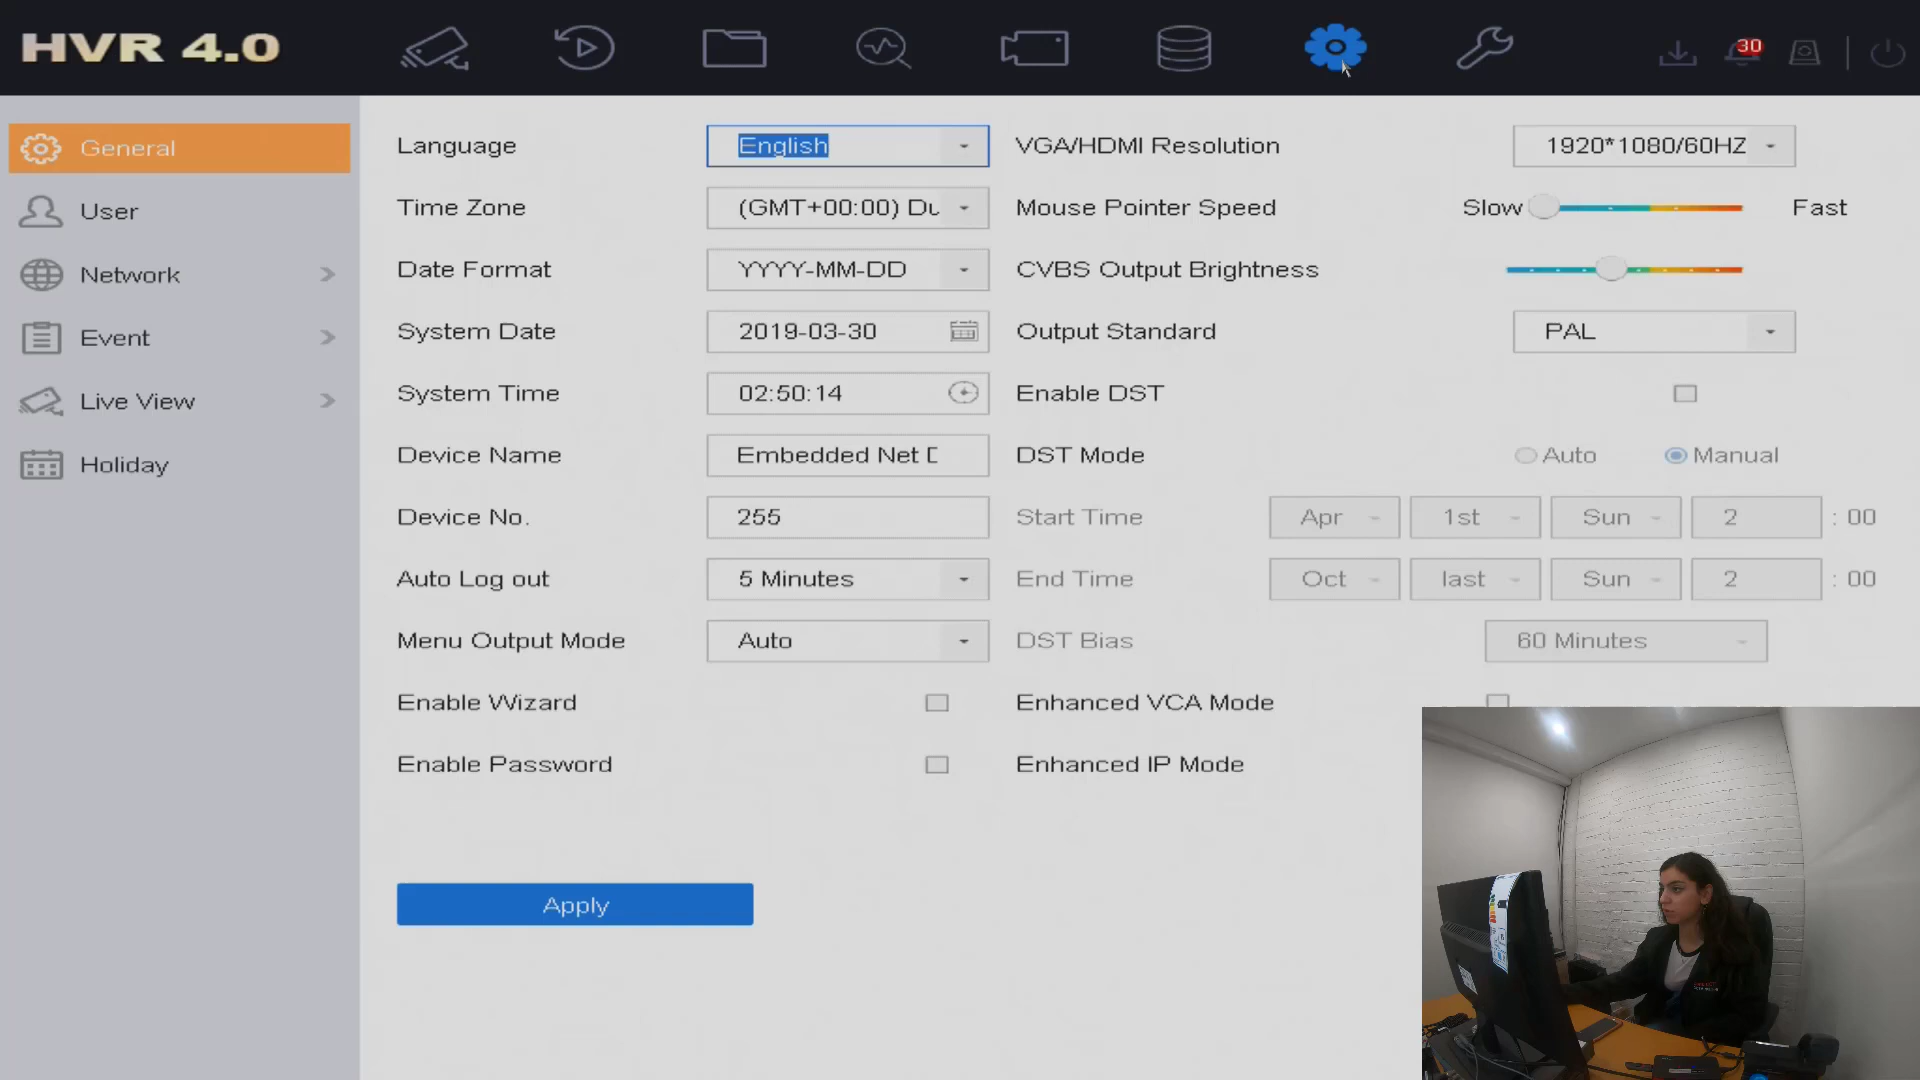 HVR 4.0
30
General
User
Network
Event
Live View
Holiday
Language English
Time Zone (GMT+00:00) Du
Date Format YYYY-MM-DD
System Date 2019-03-30
System Time 02:50:14
Device Name Embedded Net D
Device No. 255
Auto Log out 5 Minutes
Menu Output Mode Auto
Enable Wizard
Enable Password
Apply
VGA/HDMI Resolution 1920*1080/60HZ
Mouse Pointer Speed Slow Fast
CVBS Output Brightness
Output Standard PAL
Enable DST
DST Mode Auto Manual
Start Time Apr 1st Sun 2 : 00
End Time Oct last Sun 2 : 00
DST Bias 60 Minutes
Enhanced VCA Mode
Enhanced IP Mode